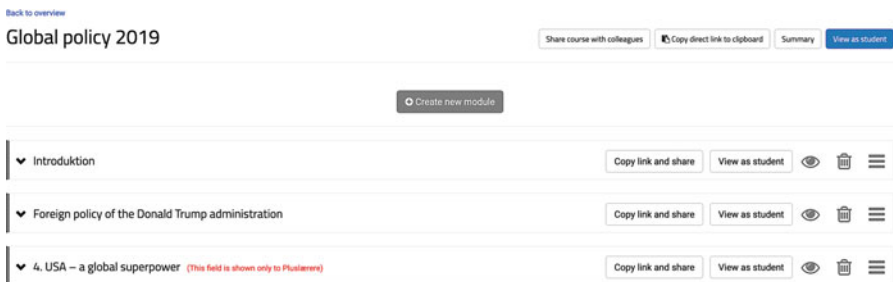 Back to overview
Global policy 2019
Share course with colleagues Copy direct link to clipboard Summary View as student
Create new module
Introduktion Copy link and share View as student
Foreign policy of the Donald Trump administration Copy link and share View as student
4. USA – a global superpower (This field is shown only to Pluslærere) Copy link and share View as student